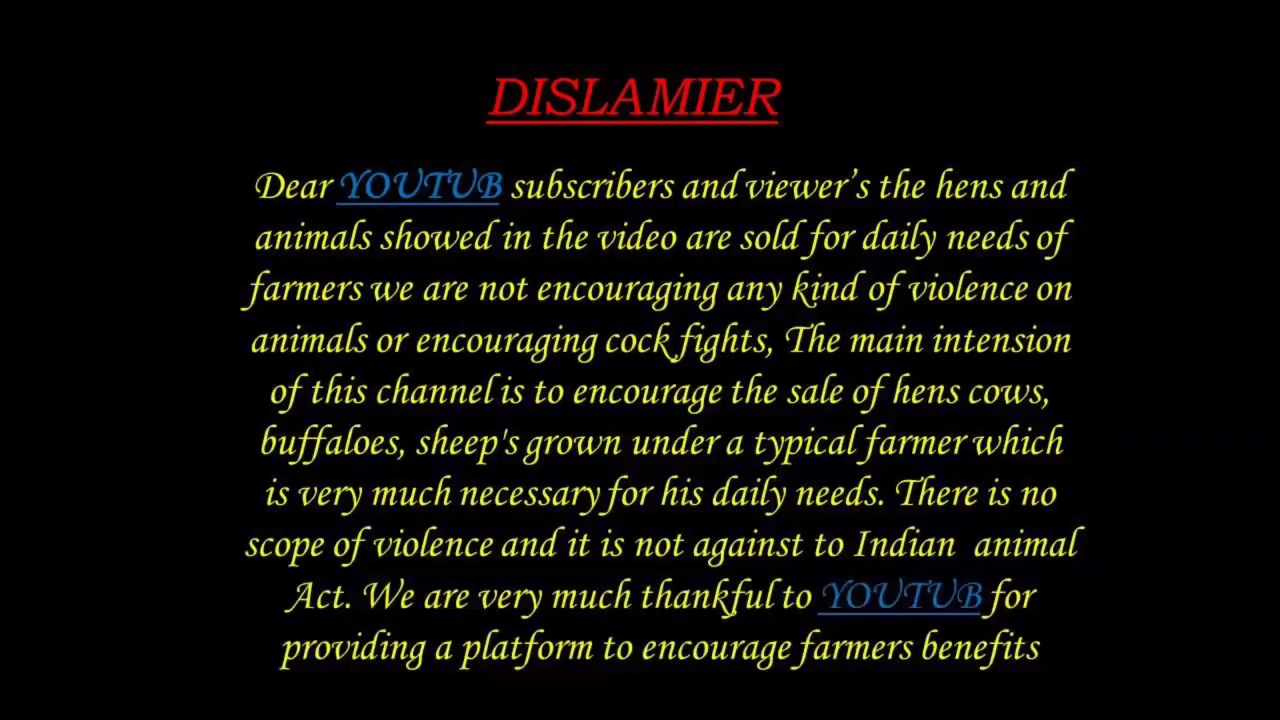 DISLAMIER
Dear YOUTUB subscribers and viewer’s the hens and
animals showed in the video are sold for daily needs of
farmers we are not encouraging any kind of violence on
animals or encouraging cock fights, The main intension
of this channel is to encourage the sale of hens cows,
buffaloes, sheep's grown under a typical farmer which
is very much necessary for his daily needs. There is no
scope of violence and it is not against to Indian animal
Act. We are very much thankful to YOUTUB for
providing a platform to encourage farmers benefits